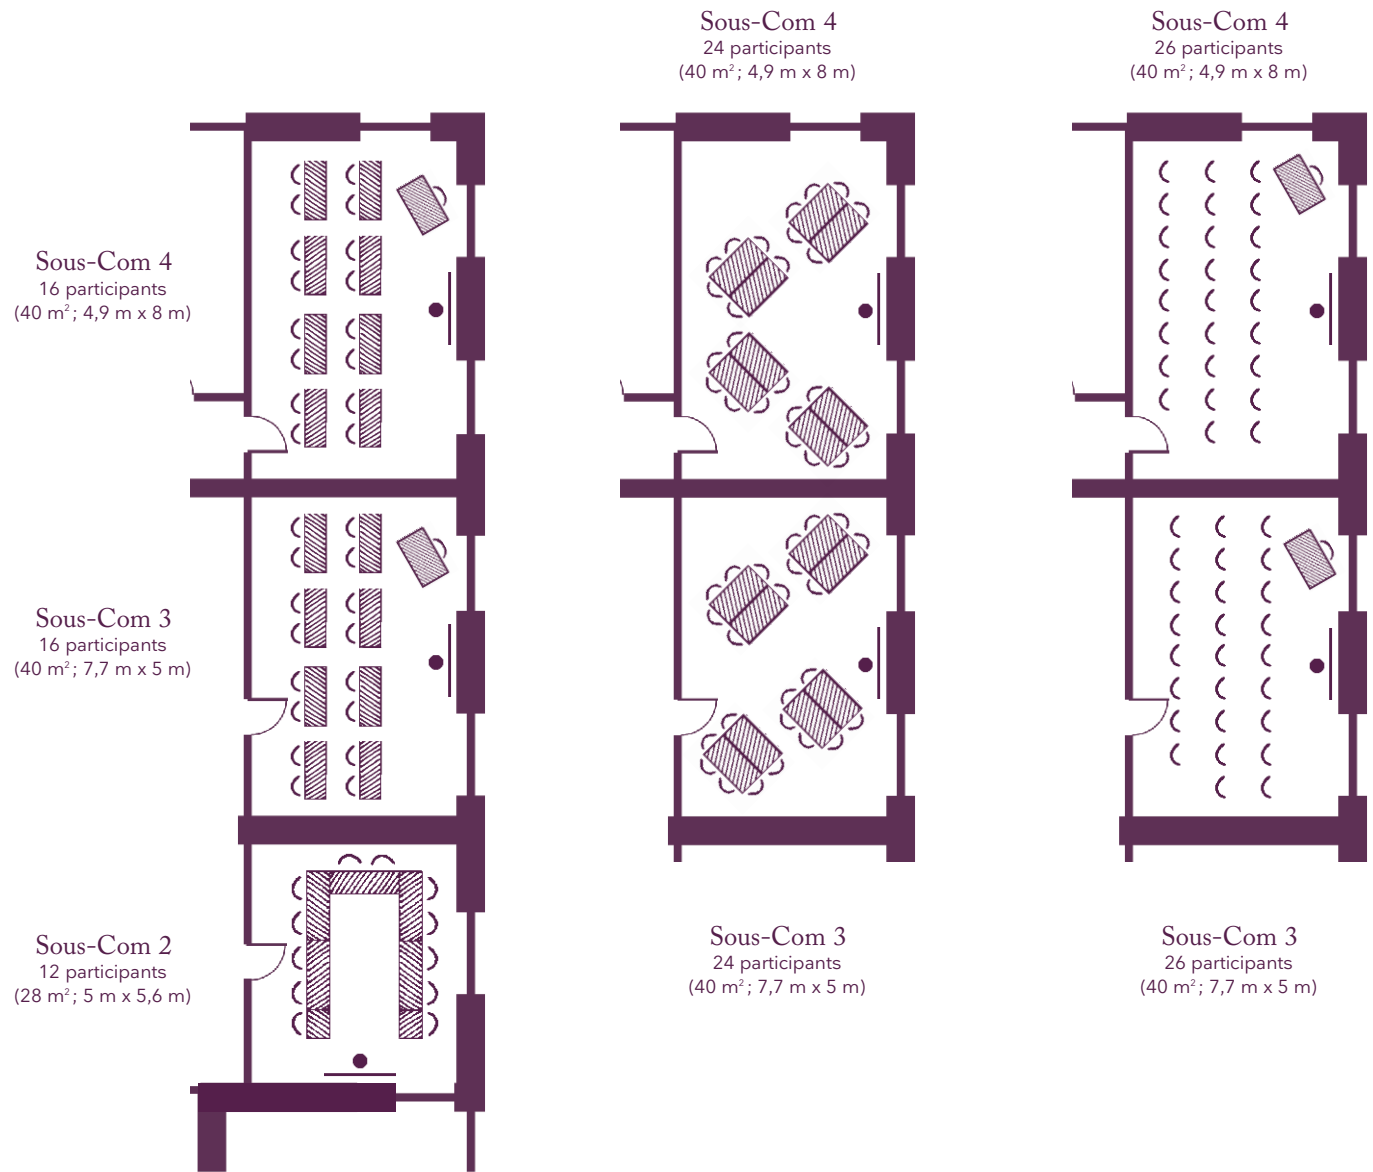 Sous-Com 4
24 participants
(40 m²; 4,9 m x 8 m)
Sous-Com 4
26 participants
(40 m²; 4,9 m x 8 m)
Sous-Com 4
16 participants
(40 m²; 4,9 m x 8 m)
Sous-Com 3
16 participants
(40 m²; 7,7 m x 5 m)
Sous-Com 2
12 participants
(28 m²; 5 m x 5,6 m)
Sous-Com 3
24 participants
(40 m²; 7,7 m x 5 m)
Sous-Com 3
26 participants
(40 m²; 7,7 m x 5 m)